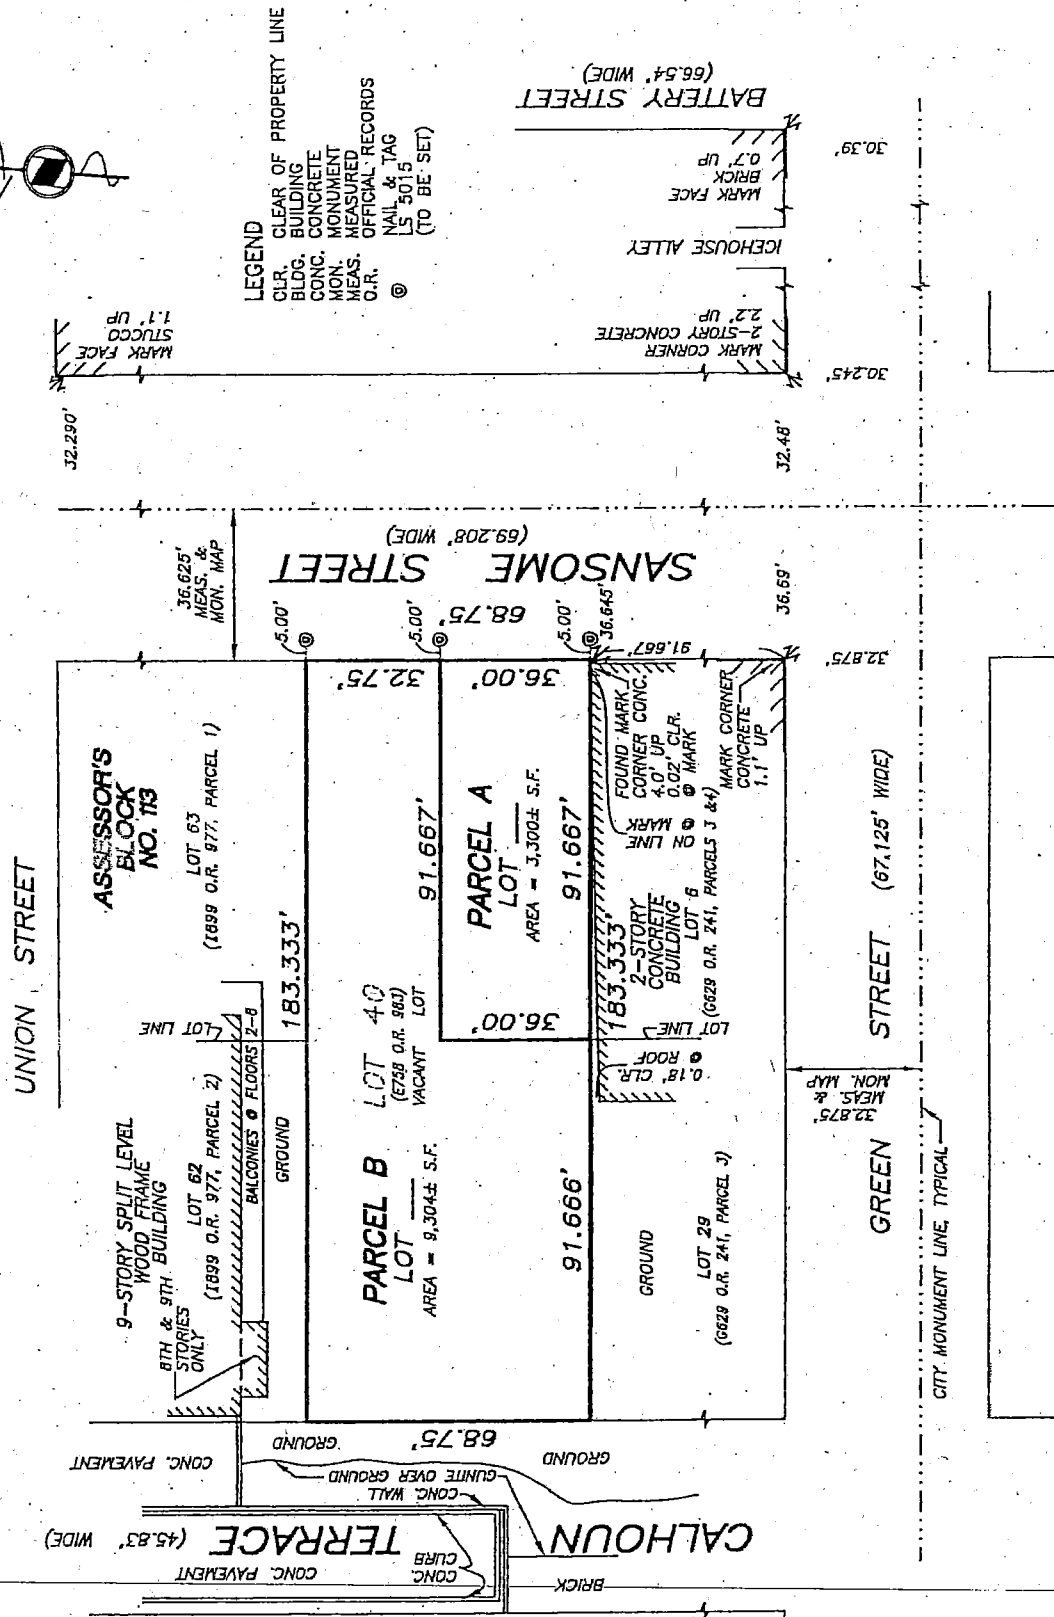 LEGEND
CLR. CLEAR OF PROPERTY LINE
BLDG. BUILDING
CONC. CONCRETE
MON. MONUMENT
MEAS. MEASURED
O.R. OFFICIAL RECORDS
NAIL & TAG
LS 5015
(TO BE SET)
BATTERY STREET
(66.54' WIDE)
MARK FACE
BRICK
0.7' UP
30.39'
ICEHOUSE ALLEY
MARK CORNER
2-STORY CONCRETE
2.2' UP
30.245'
MARK FACE
STUCCO
1.1' UP
32.290'
32.48'
SANSOME STREET
(69.208' WIDE)
36.625'
MEAS. &
MON. MAP
68.75'
5.00'
5.00'
5.00'
36.645'
36.69'
91.667'
32.875'
UNION STREET
ASSESSOR'S
BLOCK
NO. 113
LOT 63
(I899 O.R. 977, PARCEL 1)
183.333'
32.75'
36.00'
91.667'
PARCEL A
LOT
AREA = 3,300± S.F.
91.667'
36.00'
FOUND MARK
CORNER CONC.
4.0' UP
0.02' CLR.
@ MARK
ON LINE @ MARK
MARK CORNER
CONCRETE
1.1' UP
183.333'
2-STORY
CONCRETE
BUILDING
LOT 6
(G629 O.R. 241, PARCELS 3 &4)
LOT LINE
0.18' CLR.
@ ROOF
LOT LINE
9-STORY SPLIT LEVEL
WOOD FRAME
BUILDING
8TH & 9TH
STORIES
ONLY
LOT 62
(I899 O.R. 977, PARCEL 2)
BALCONIES @ FLOORS 2-8
GROUND
LOT 40
(E758 O.R. 983)
VACANT LOT
PARCEL B
LOT
AREA = 9,304± S.F.
91.666'
GROUND
LOT 29
(G629 O.R. 241, PARCEL 3)
GREEN STREET (67.125' WIDE)
32.875'
MEAS. &
MON. MAP
CITY MONUMENT LINE, TYPICAL
68.75'
GROUND
GROUND
CONC. PAVEMENT
GUNITE OVER GROUND
CONC. WALL
CALHOUN TERRACE (45.83' WIDE)
CONC.
CURB
CONC. PAVEMENT
BRICK